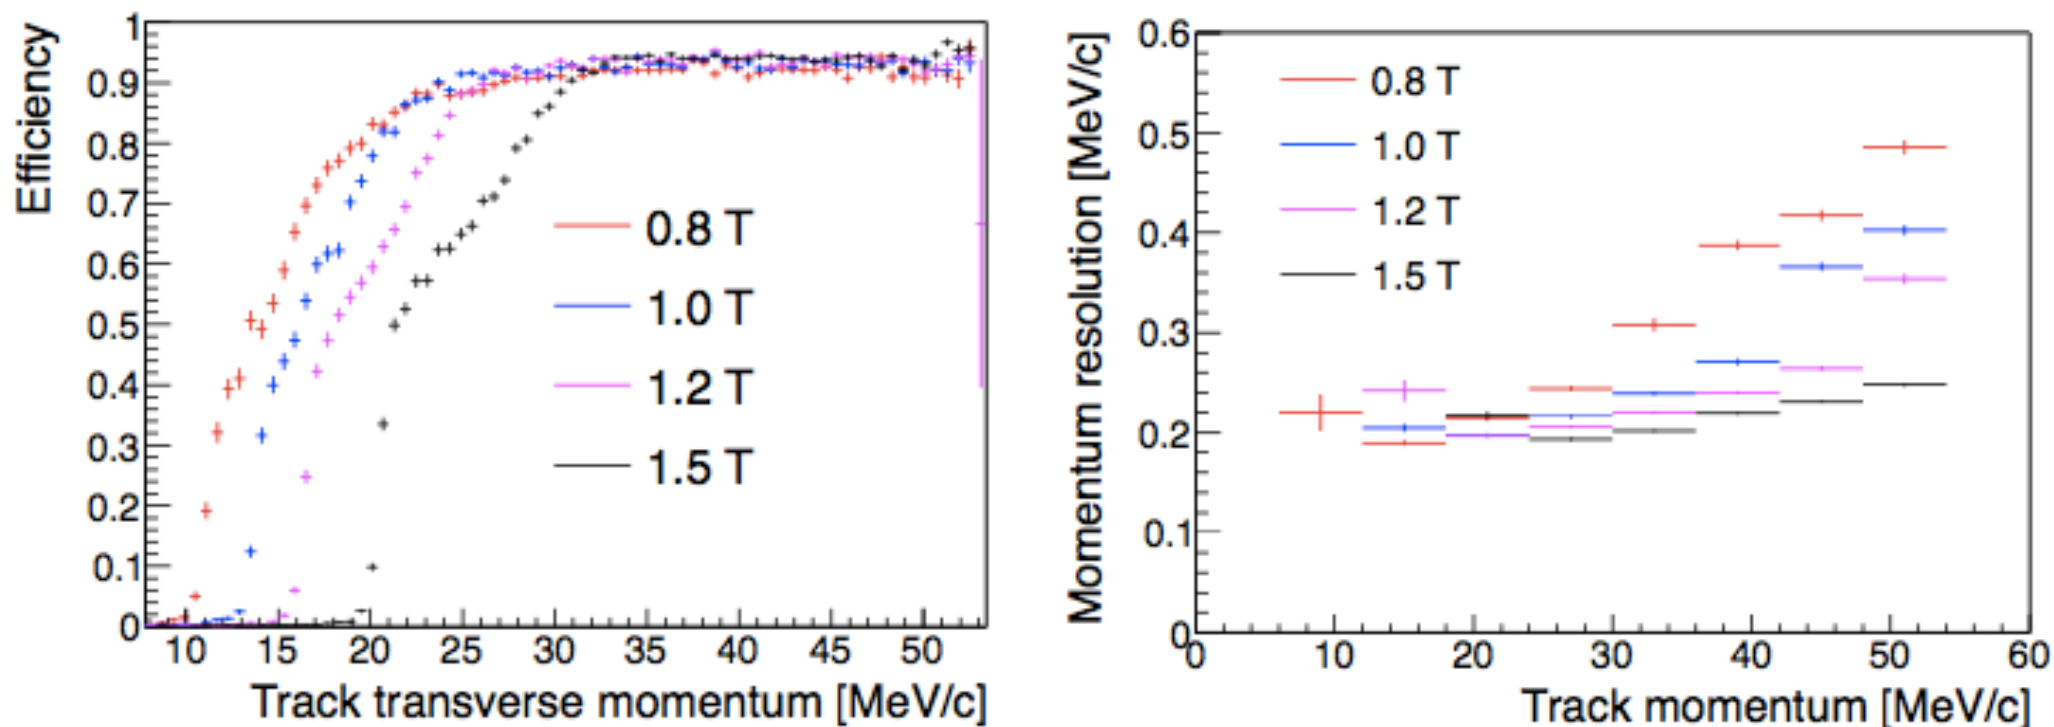 Efficiency
1
0.9
0.8
0.7
0.6
0.5
0.4
0.3
0.2
0.1
0
0.8 T
1.0 T
1.2 T
1.5 T
10 15 20 25 30 35 40 45 50
Track transverse momentum [MeV/c]
Momentum resolution [MeV/c]
0.6
0.5
0.4
0.3
0.2
0.1
0
0.8 T
1.0 T
1.2 T
1.5 T
0 10 20 30 40 50 60
Track momentum [MeV/c]